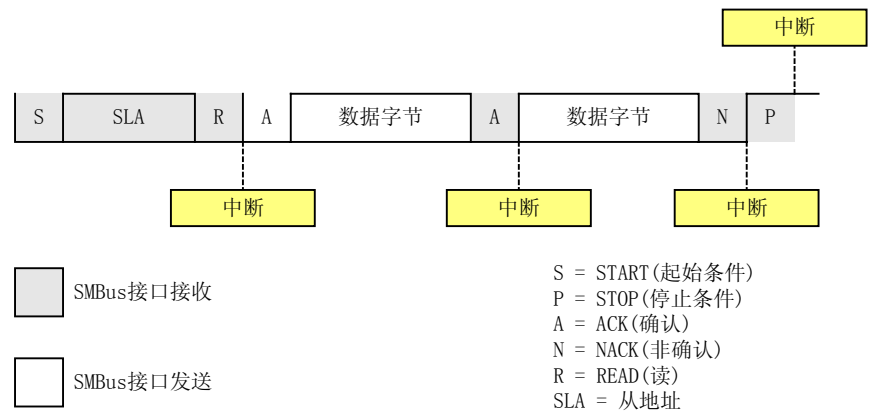 中断
S SLA R A 数据字节 A 数据字节 N P
中断 中断 中断
SMBus接口接收
SMBus接口发送
S = START(起始条件)
P = STOP(停止条件)
A = ACK(确认)
N = NACK(非确认)
R = READ(读)
SLA = 从地址